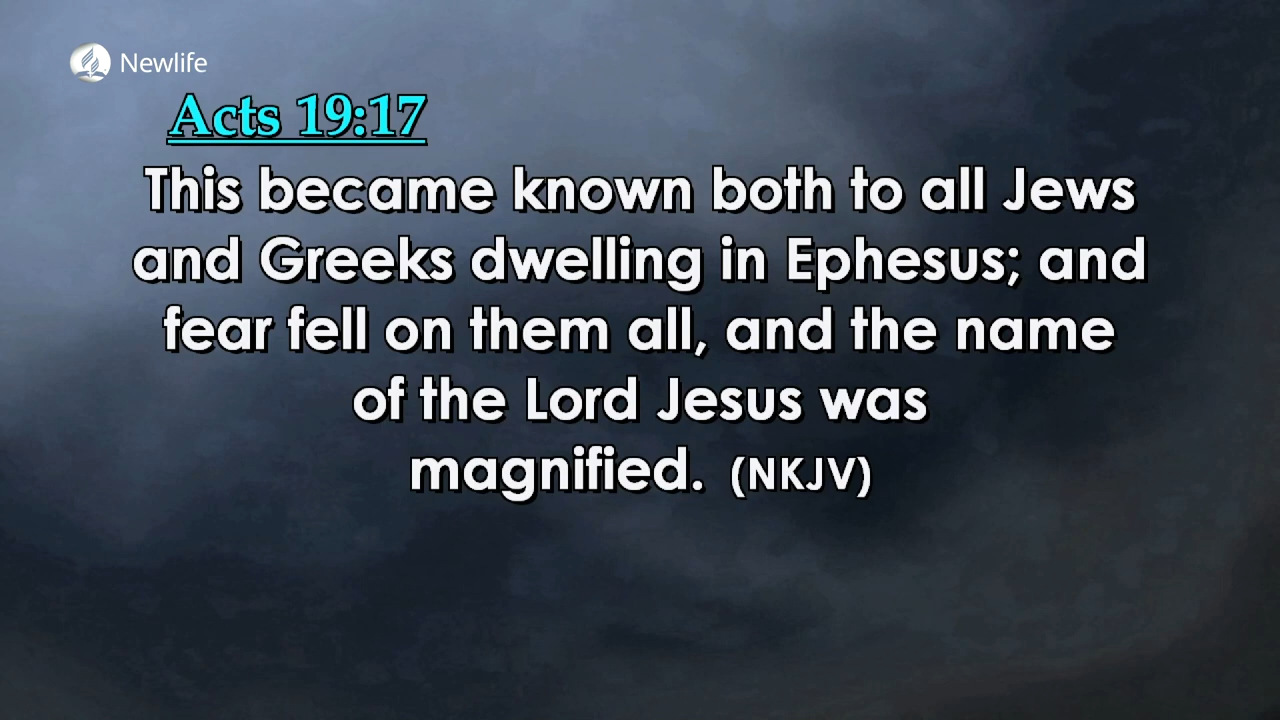 Newlife
Acts 19:17
This became known both to all Jews
and Greeks dwelling in Ephesus; and
fear fell on them all, and the name
of the Lord Jesus was
magnified. (NKJV)